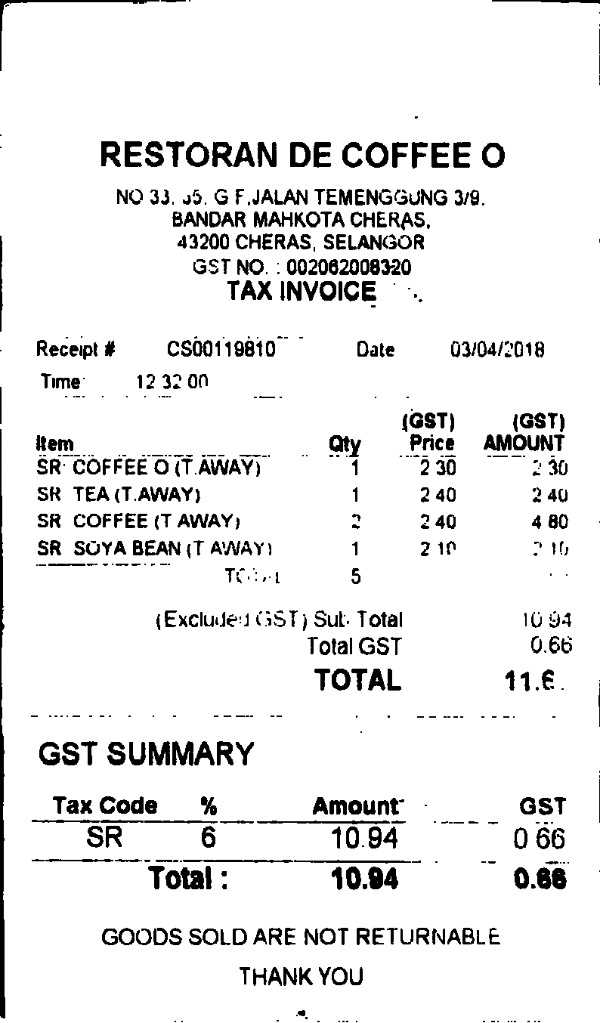 RESTORAN DE COFFEE O
NO 33, 35, G F, JALAN TEMENGGUNG 3/9,
BANDAR MAHKOTA CHERAS,
43200 CHERAS, SELANGOR
GST NO. : 002062008320
TAX INVOICE
Receipt # CS00119810 Date 03/04/2018
Time: 12:32:00
(GST) (GST)
Item Qty Price AMOUNT
SR COFFEE O (T.AWAY) 1 2.30 2.30
SR TEA (T.AWAY) 1 2.40 2.40
SR COFFEE (T.AWAY) 2 2.40 4.80
SR SOYA BEAN (T.AWAY) 1 2.10 2.10
TOTAL 5
(Excluded GST) Sub Total 10.94
Total GST 0.66
TOTAL
GST SUMMARY
Tax Code % Amount GST
SR 6 10.94 0.66
Total : 10.94 0.66
GOODS SOLD ARE NOT RETURNABLE
THANK YOU